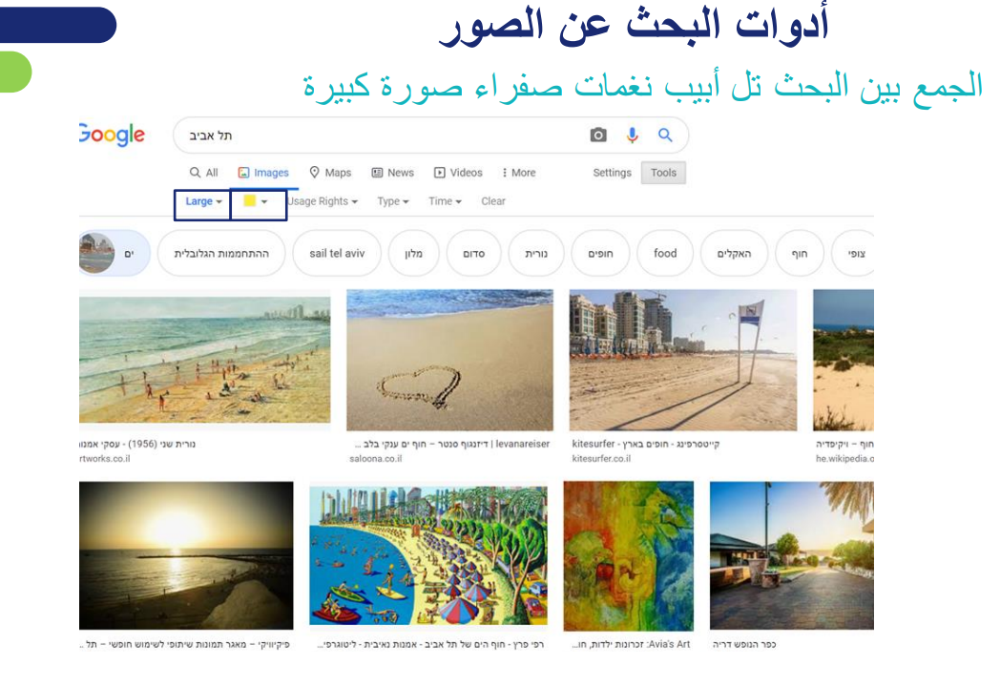 أدوات البحث عن الصور
الجمع بين البحث تل أبيب نغمات صفراء صورة كبيرة
Google תל אביב
All Images Maps News Videos More Settings Tools
Large Usage Rights Type Time Clear
ים ההתחממות הגלובלית sail tel aviv מלון סדום נורית חופים food האקלים חוף צופי
נורית שני (1956) - עסקי אמנו
levanareiser | דיזנגוף סנטר – חוף ים ענקי בלב ...
קייטסרפינג - חופים בארץ - kitesurfer
חוף – ויקיפדיה
rtworks.co.il
saloona.co.il
kitesurfer.co.il
he.wikipedia.o
פיקיוויקי – מאגר תמונות שיתופי לשימוש חופשי – תל ...
רפי פרץ - חוף הים של תל אביב - אמנות נאיבית - ליטוגרפי...
Avia's Art: זכרונות ילדות, חו...
כפר הנופש דריה